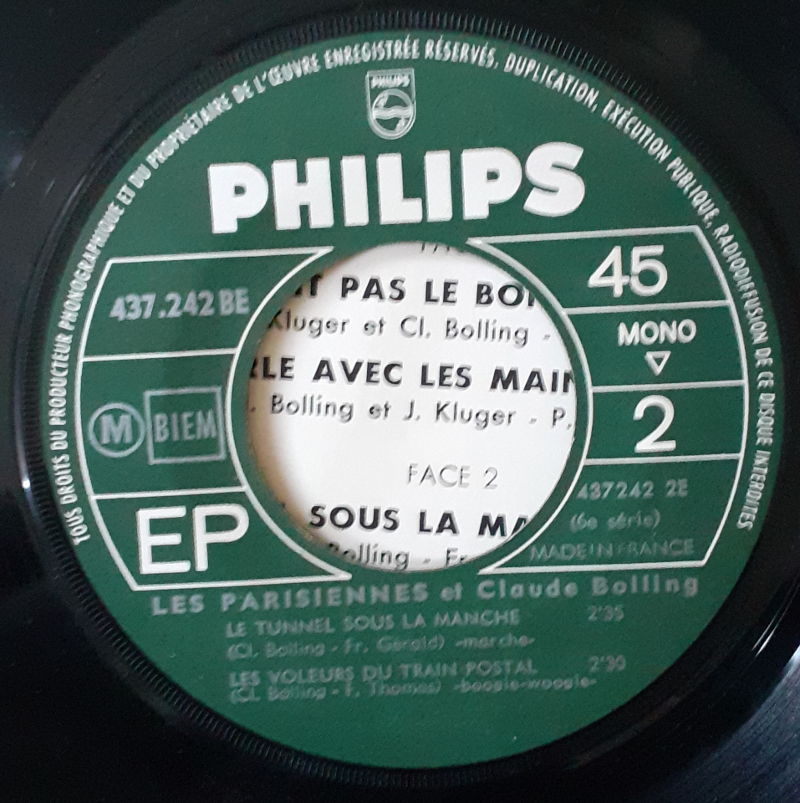 TOUS DROITS DU PRODUCTEUR PHONOGRAPHIQUE ET DU PROPRIÉTAIRE DE L'ŒUVRE ENREGISTRÉE RÉSERVÉS. DUPLICATION, EXÉCUTION PUBLIQUE, RADIODIFFUSION DE CE DISQUE INTERDITES
PHILIPS
PHILIPS
437.242 BE
M BIEM
EP
45
MONO
2
437242 2E
(6e série)
MADE IN FRANCE
PAS LE
Kluger et Cl. Bolling -
AVEC LES
Bolling et J. Kluger - P.
FACE 2
SOUS LA
Bolling -
LES PARISIENNES et Claude Bolling
LE TUNNEL SOUS LA MANCHE 2'35
(Cl. Bolling - Fr. Gérald) -marche-
LES VOLEURS DU TRAIN POSTAL 2'30
(Cl. Bolling - F. Thomas) -boogie-woogie-